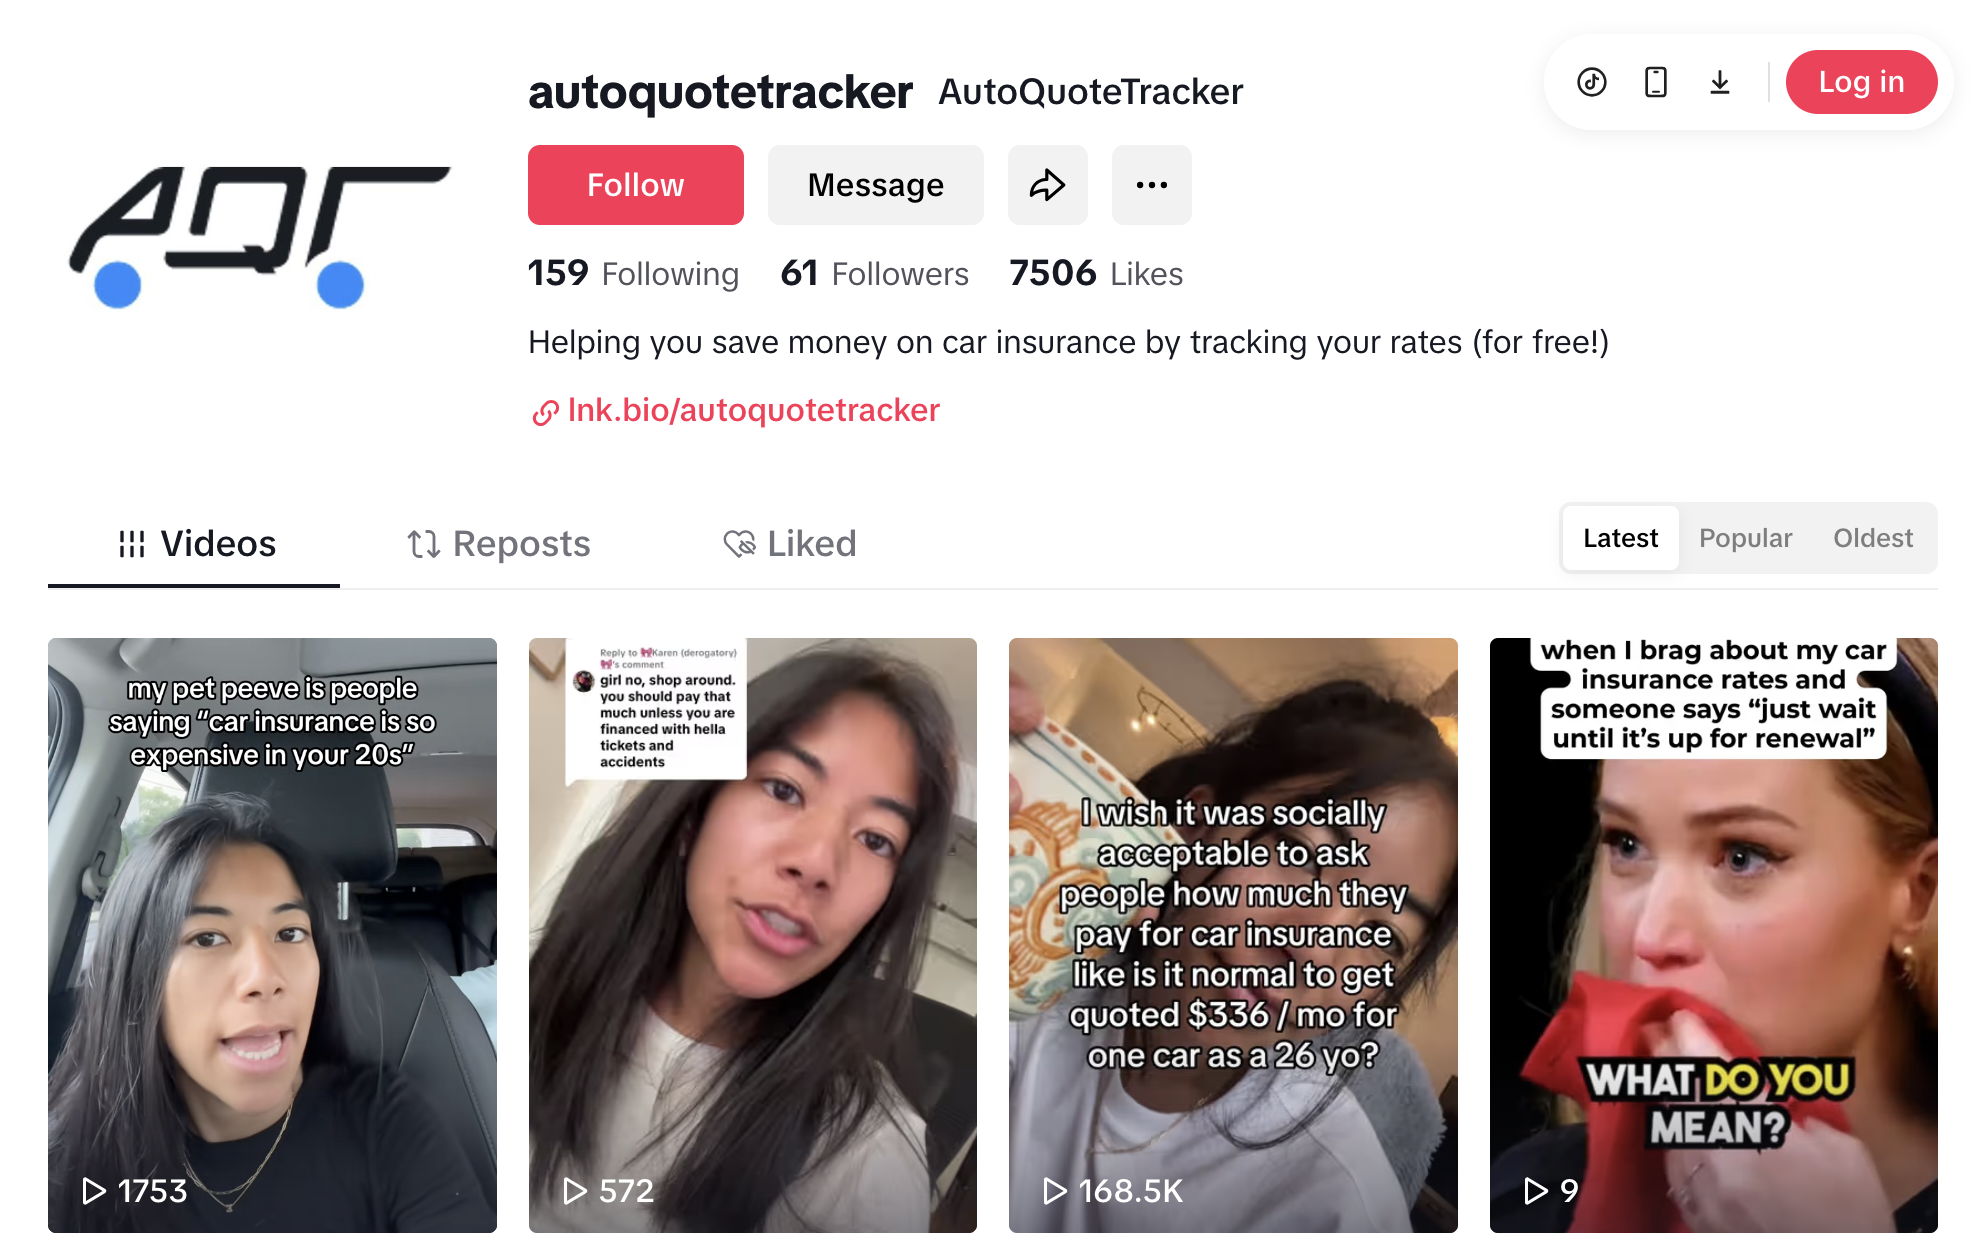 autoquotetracker AutoQuoteTracker
Log in
AQT
Follow Message
159 Following 61 Followers 7506 Likes
Helping you save money on car insurance by tracking your rates (for free!)
lnk.bio/autoquotetracker
Videos Reposts Liked
Latest Popular Oldest
my pet peeve is people
saying “car insurance is so
expensive in your 20s”
1753
Reply to 🎀Karen (derogatory)
🎀's comment
girl no, shop around.
you should pay that
much unless you are
financed with hella
tickets and
accidents
572
I wish it was socially
acceptable to ask
people how much they
pay for car insurance
like is it normal to get
quoted $336 / mo for
one car as a 26 yo?
168.5K
when I brag about my car
insurance rates and
someone says “just wait
until it’s up for renewal”
WHAT DO YOU
MEAN?
9